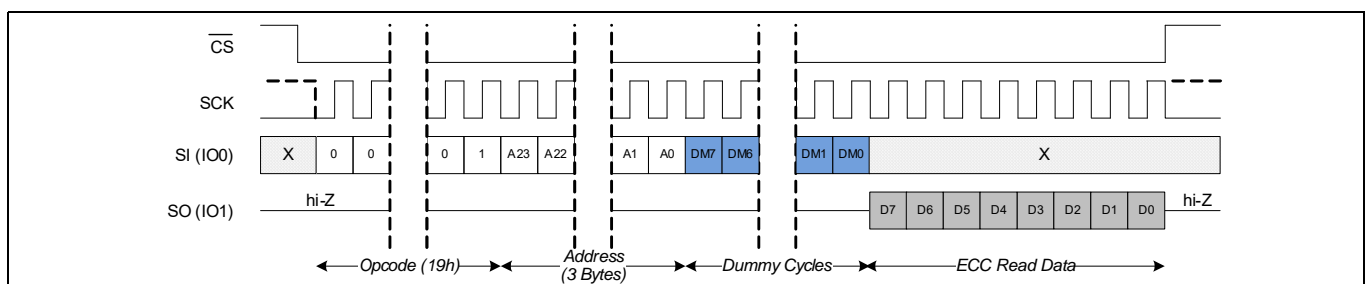 CS
SCK
SI (IO0) X 0 0 0 1 A23 A22 A1 A0 DM7 DM6 DM1 DM0 X
hi-Z hi-Z
SO (IO1) D7 D6 D5 D4 D3 D2 D1 D0
Opcode (19h) Address Dummy Cycles ECC Read Data
(3 Bytes)